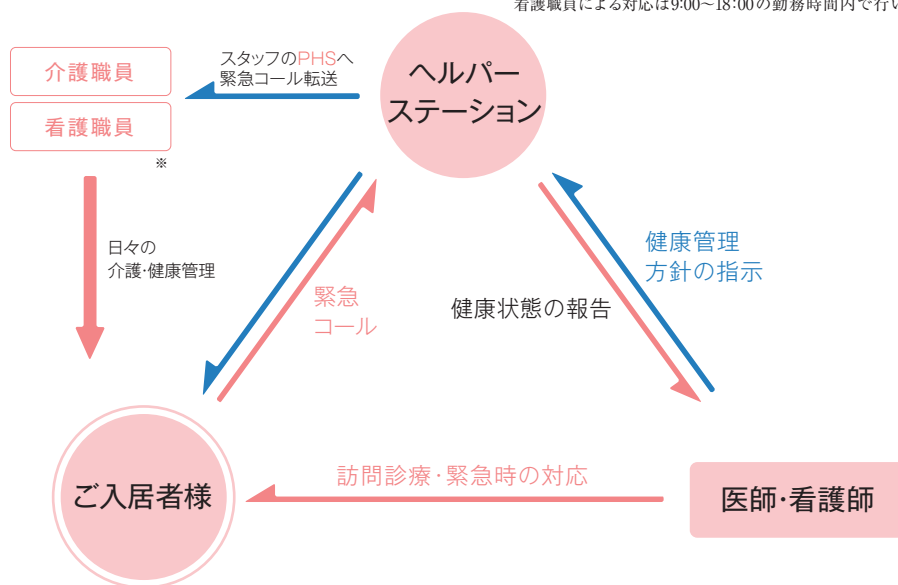 看護職員による対応は9:00~18:00の勤務時間内で行い
介護職員
看護職員
※
スタッフのPHSへ
緊急コール転送
ヘルパー
ステーション
日々の
介護・健康管理
緊急
コール
健康状態の報告
健康管理
方針の指示
ご入居者様
訪問診療・緊急時の対応
医師・看護師